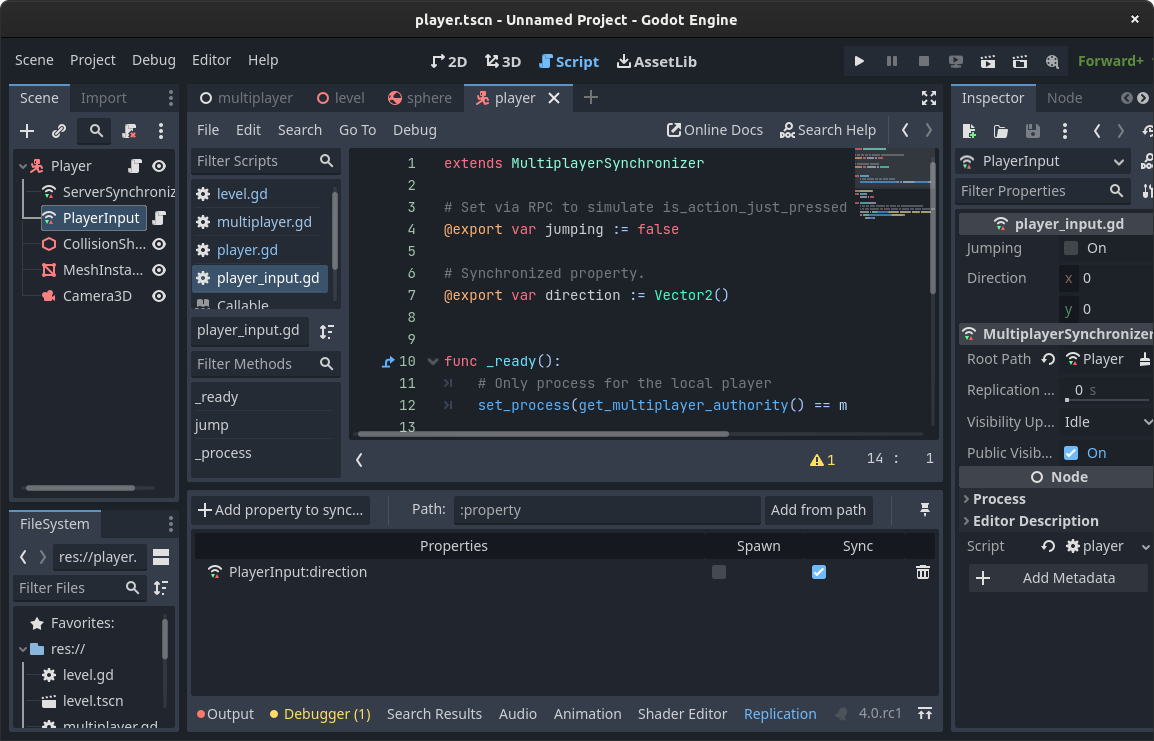 player.tscn - Unnamed Project - Godot Engine
Scene Project Debug Editor Help
2D 3D Script AssetLib
Forward+
Scene Import
Player
ServerSynchroniz
PlayerInput
CollisionSh...
MeshInsta...
Camera3D
FileSystem
res://player.
Filter Files
Favorites:
res://
level.gd
level.tscn
multiplayer.gd
multiplayer level sphere player
File Edit Search Go To Debug
Online Docs
DOC Search Help
Filter Scripts
level.gd
multiplayer.gd
player.gd
player_input.gd
Callable
player_input.gd
Filter Methods
_ready
jump
_process
1 extends MultiplayerSynchronizer
2
3 # Set via RPC to simulate is_action_just_pressed
4 @export var jumping := false
5
6 # Synchronized property.
7 @export var direction := Vector2()
8
9
10 func _ready():
11 # Only process for the local player
12 set_process(get_multiplayer_authority() == m
13
1 14 : 1
Add property to sync...
Path: :property
Add from path
Properties Spawn Sync
PlayerInput:direction
Output Debugger (1) Search Results Audio Animation Shader Editor Replication 4.0.rc1
Inspector Node
PlayerInput
DOC
Filter Properties
player_input.gd
Jumping On
Direction x 0
y 0
MultiplayerSynchronizer
Root Path Player
Replication ... 0 s
Visibility Up... Idle
Public Visib... On
Node
Process
Editor Description
Script player
Add Metadata